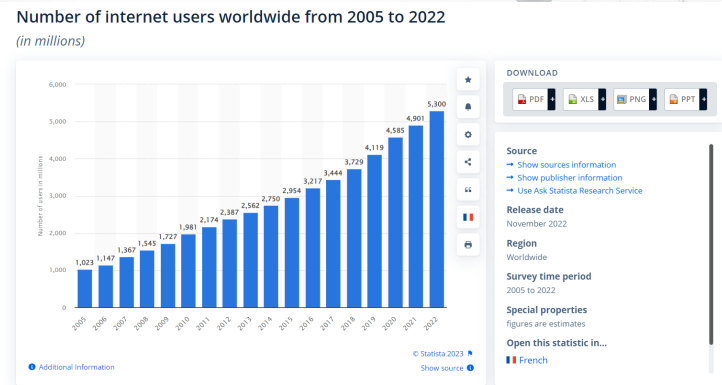 Number of internet users worldwide from 2005 to 2022
(in millions)
6,000
5,000
4,000
3,000
2,000
1,000
0
Number of users in millions
1,023
1,147
1,367
1,545
1,727
1,981
2,174
2,387
2,562
2,750
2,954
3,217
3,444
3,729
4,119
4,585
4,901
5,300
2005
2006
2007
2008
2009
2010
2011
2012
2013
2014
2015
2016
2017
2018
2019
2020
2021
2022
Additional Information
© Statista 2023
Show source
DOWNLOAD
PDF + XLS + PNG + PPT +
Source
→ Show sources information
→ Show publisher information
→ Use Ask Statista Research Service
Release date
November 2022
Region
Worldwide
Survey time period
2005 to 2022
Special properties
figures are estimates
Open this statistic in...
French